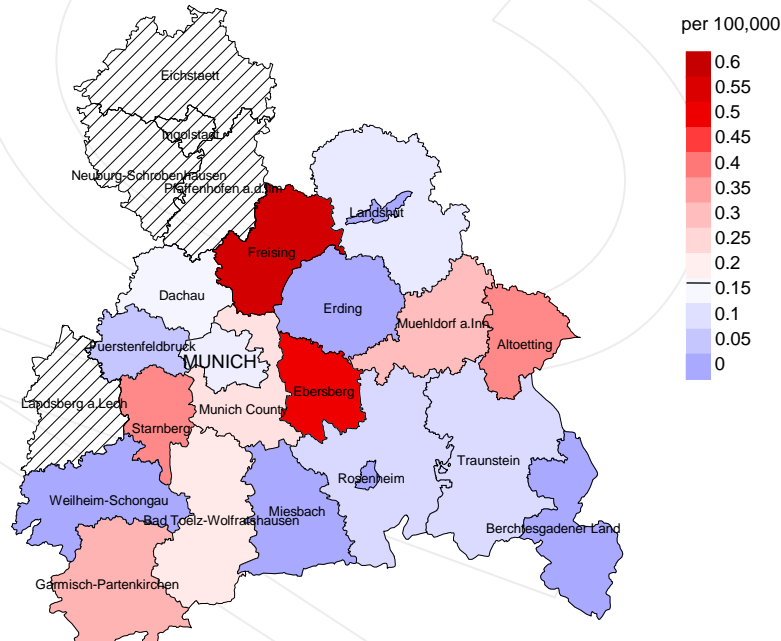 per 100,000
0.6
0.55
0.5
0.45
0.4
0.35
0.3
0.25
0.2
0.15
0.1
0.05
0
Eichstaett
Ingolstadt
Neuburg-Schrobenhausen
Pfaffenhofen a.d.Ilm
Landshut
Freising
Dachau
Erding
Muehldorf a.Inn
Altoetting
Fuerstenfeldbruck
MUNICH
Ebersberg
Landsberg a.Lech
Munich County
Starnberg
Traunstein
Rosenheim
Weilheim-Schongau
Miesbach
Bad Toelz-Wolfratshausen
Berchtesgadener Land
Garmisch-Partenkirchen